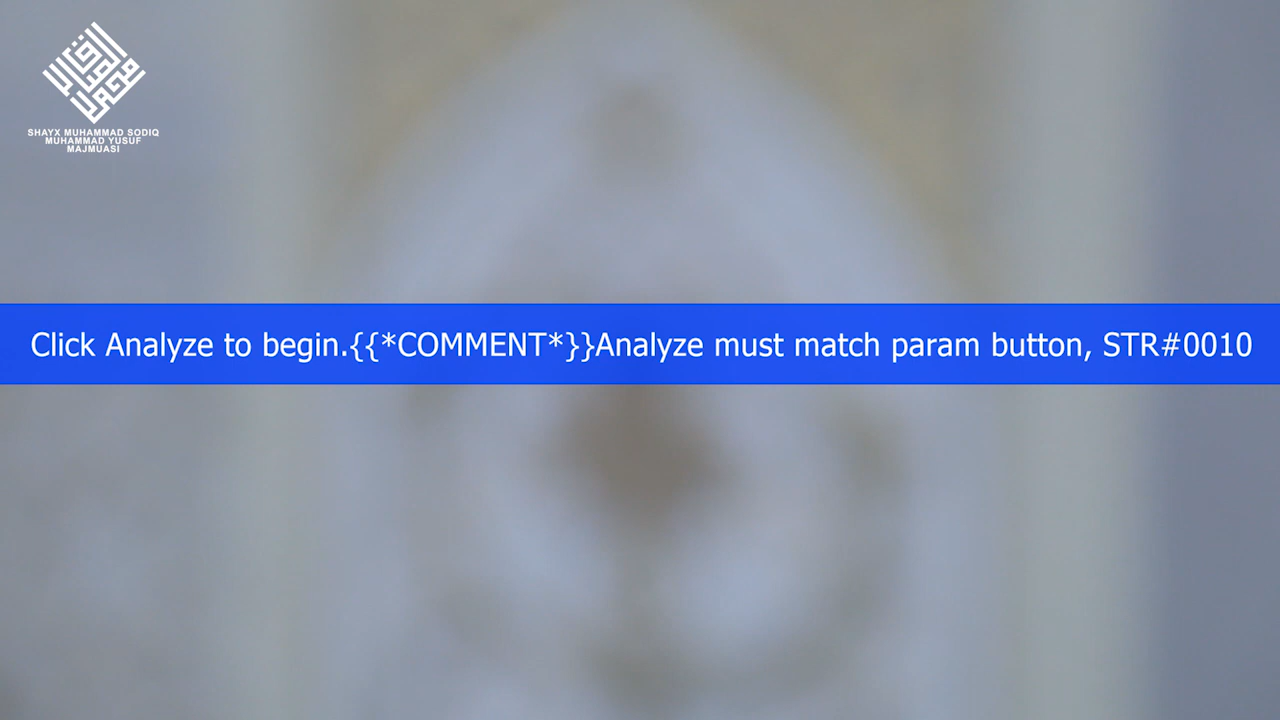 SHAYX MUHAMMAD SODIQ
MUHAMMAD YUSUF
MAJMUASI
Click Analyze to begin.{{*COMMENT*}}Analyze must match param button, STR#0010